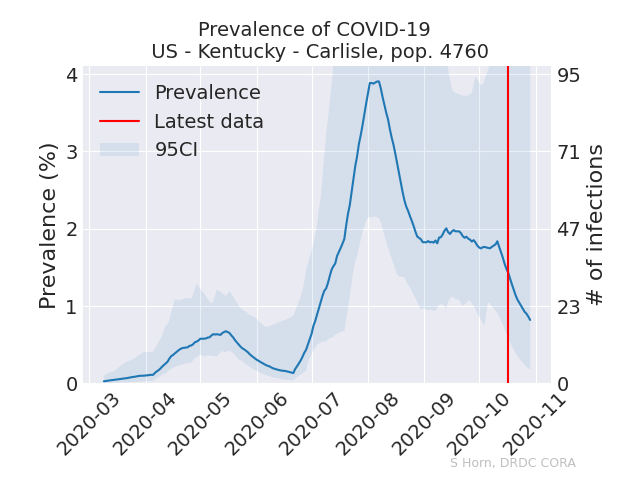 Prevalence of COVID-19
US - Kentucky - Carlisle, pop. 4760
Prevalence
Latest data
95CI
Prevalence (%)
4
3
2
1
0
95
71
47
23
0
# of infections
2020-03
2020-04
2020-05
2020-06
2020-07
2020-08
2020-09
2020-10
2020-11
S Horn, DRDC CORA